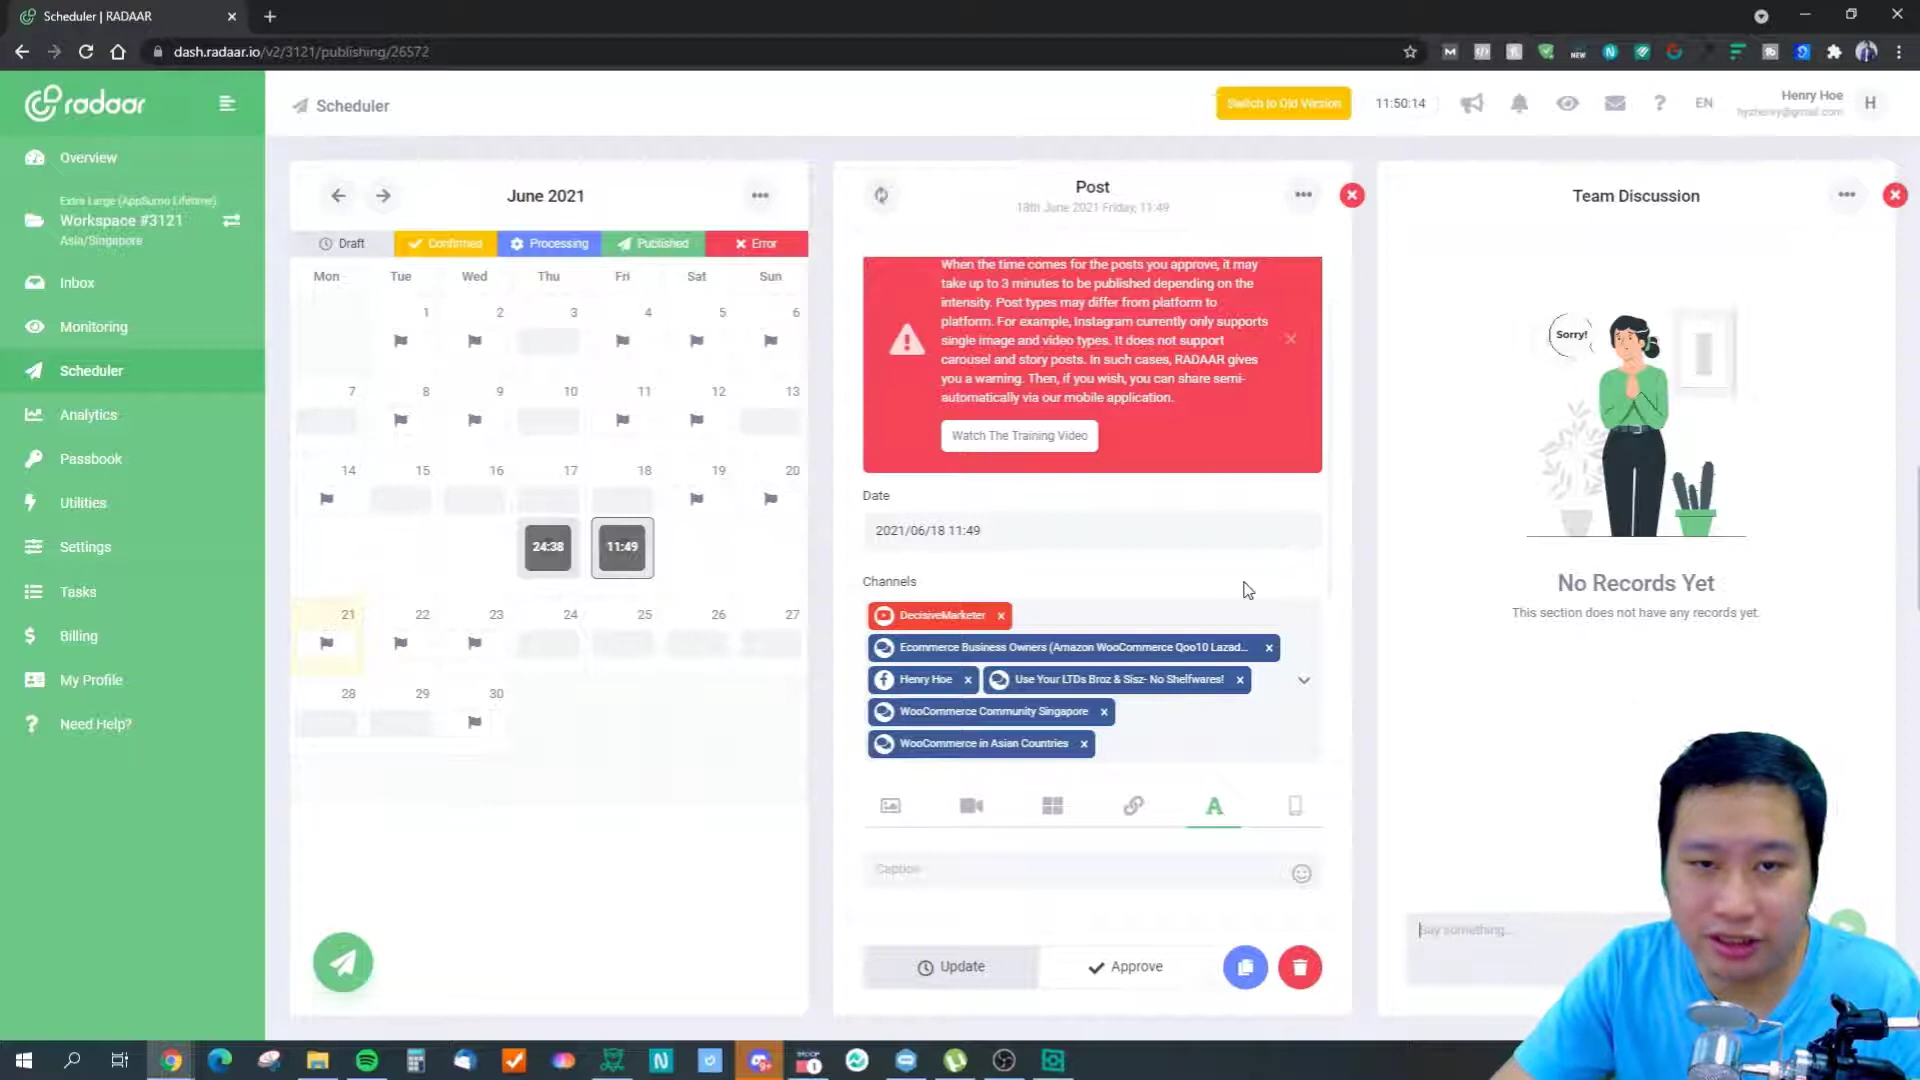 Scheduler | RADAAR
dash.radaar.io/v2/3121/publishing/26572
radaar
Scheduler
Switch to Old Version
11:50:14
EN
Henry Hoe
hyzhenry@gmail.com
H
Overview
Extra Large (AppSumo Lifetime)
Workspace #3121
Asia/Singapore
Inbox
Monitoring
Scheduler
Analytics
Passbook
Utilities
Settings
Tasks
Billing
My Profile
Need Help?
June 2021
Draft
Confirmed
Processing
Published
Error
Mon Tue Wed Thu Fri Sat Sun
1 2 3 4 5 6
7 8 9 10 11 12 13
14 15 16 17 18 19 20
24:38 11:49
21 22 23 24 25 26 27
28 29 30
Post
18th June 2021 Friday, 11:49
When the time comes for the posts you approve, it may
take up to 3 minutes to be published depending on the
intensity. Post types may differ from platform to
platform. For example, Instagram currently only supports
single image and video types. It does not support
carousel and story posts. In such cases, RADAAR gives
you a warning. Then, if you wish, you can share semi-
automatically via our mobile application.
Watch The Training Video
Date
2021/06/18 11:49
Channels
DecisiveMarketer
Ecommerce Business Owners (Amazon WooCommerce Qoo10 Lazad...
Henry Hoe
Use Your LTDs Broz & Sisz- No Shelfwares!
WooCommerce Community Singapore
WooCommerce in Asian Countries
A
Caption
Update
Approve
Team Discussion
Sorry!
No Records Yet
This section does not have any records yet.
Say something...